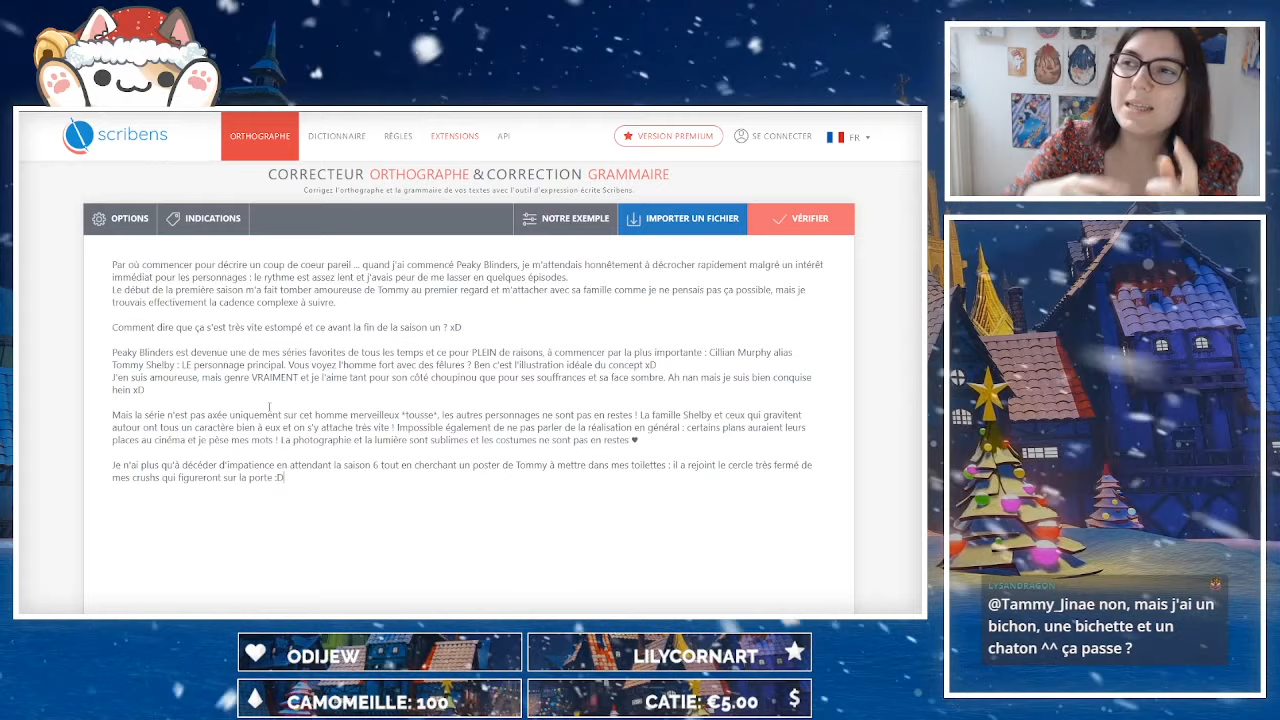 scribens
ORTHOGRAPHE
DICTIONNAIRE
RÈGLES
EXTENSIONS
API
VERSION PREMIUM
SE CONNECTER
FR
CORRECTEUR ORTHOGRAPHE & CORRECTION GRAMMAIRE
Corrigez l'orthographe et la grammaire de vos textes avec l'outil d'expression écrite Scribens.
OPTIONS
INDICATIONS
NOTRE EXEMPLE
IMPORTER UN FICHIER
VÉRIFIER
Par où commencer pour décrire un coup de coeur pareil ... quand j'ai commencé Peaky Blinders, je m'attendais honnêtement à décrocher rapidement malgré un intérêt
immédiat pour les personnages : le rythme est assez lent et j'avais peur de me lasser en quelques épisodes.
Le début de la première saison m'a fait tomber amoureuse de Tommy au premier regard et m'attacher avec sa famille comme je ne pensais pas ça possible, mais je
trouvais effectivement la cadence complexe à suivre.
Comment dire que ça s'est très vite estompé et ce avant la fin de la saison un ? xD
Peaky Blinders est devenue une de mes séries favorites de tous les temps et ce pour PLEIN de raisons, à commencer par la plus importante : Cillian Murphy alias
Tommy Shelby : LE personnage principal. Vous voyez l'homme fort avec des fêlures ? Ben c'est l'illustration idéale du concept xD
J'en suis amoureuse, mais genre VRAIMENT et je l'aime tant pour son côté choupinou que pour ses souffrances et sa face sombre. Ah nan mais je suis bien conquise
hein xD
Mais la série n'est pas axée uniquement sur cet homme merveilleux *tousse*, les autres personnages ne sont pas en restes ! La famille Shelby et ceux qui gravitent
autour ont tous un caractère bien à eux et on s'y attache très vite ! Impossible également de ne pas parler de la réalisation en général : certains plans auraient leurs
places au cinéma et je pèse mes mots ! La photographie et la lumière sont sublimes et les costumes ne sont pas en restes ♥
Je n'ai plus qu'à décéder d'impatience en attendant la saison 6 tout en cherchant un poster de Tommy à mettre dans mes toilettes : il a rejoint le cercle très fermé de
mes crushs qui figureront sur la porte :D
LYSANDRAGON
@Tammy_Jinae non, mais j'ai un
bichon, une bichette et un
chaton ^^ ça passe ?
ODIJEW
LILYCORNART
CAMOMEILLE: 100
CATIE: €5.00
$